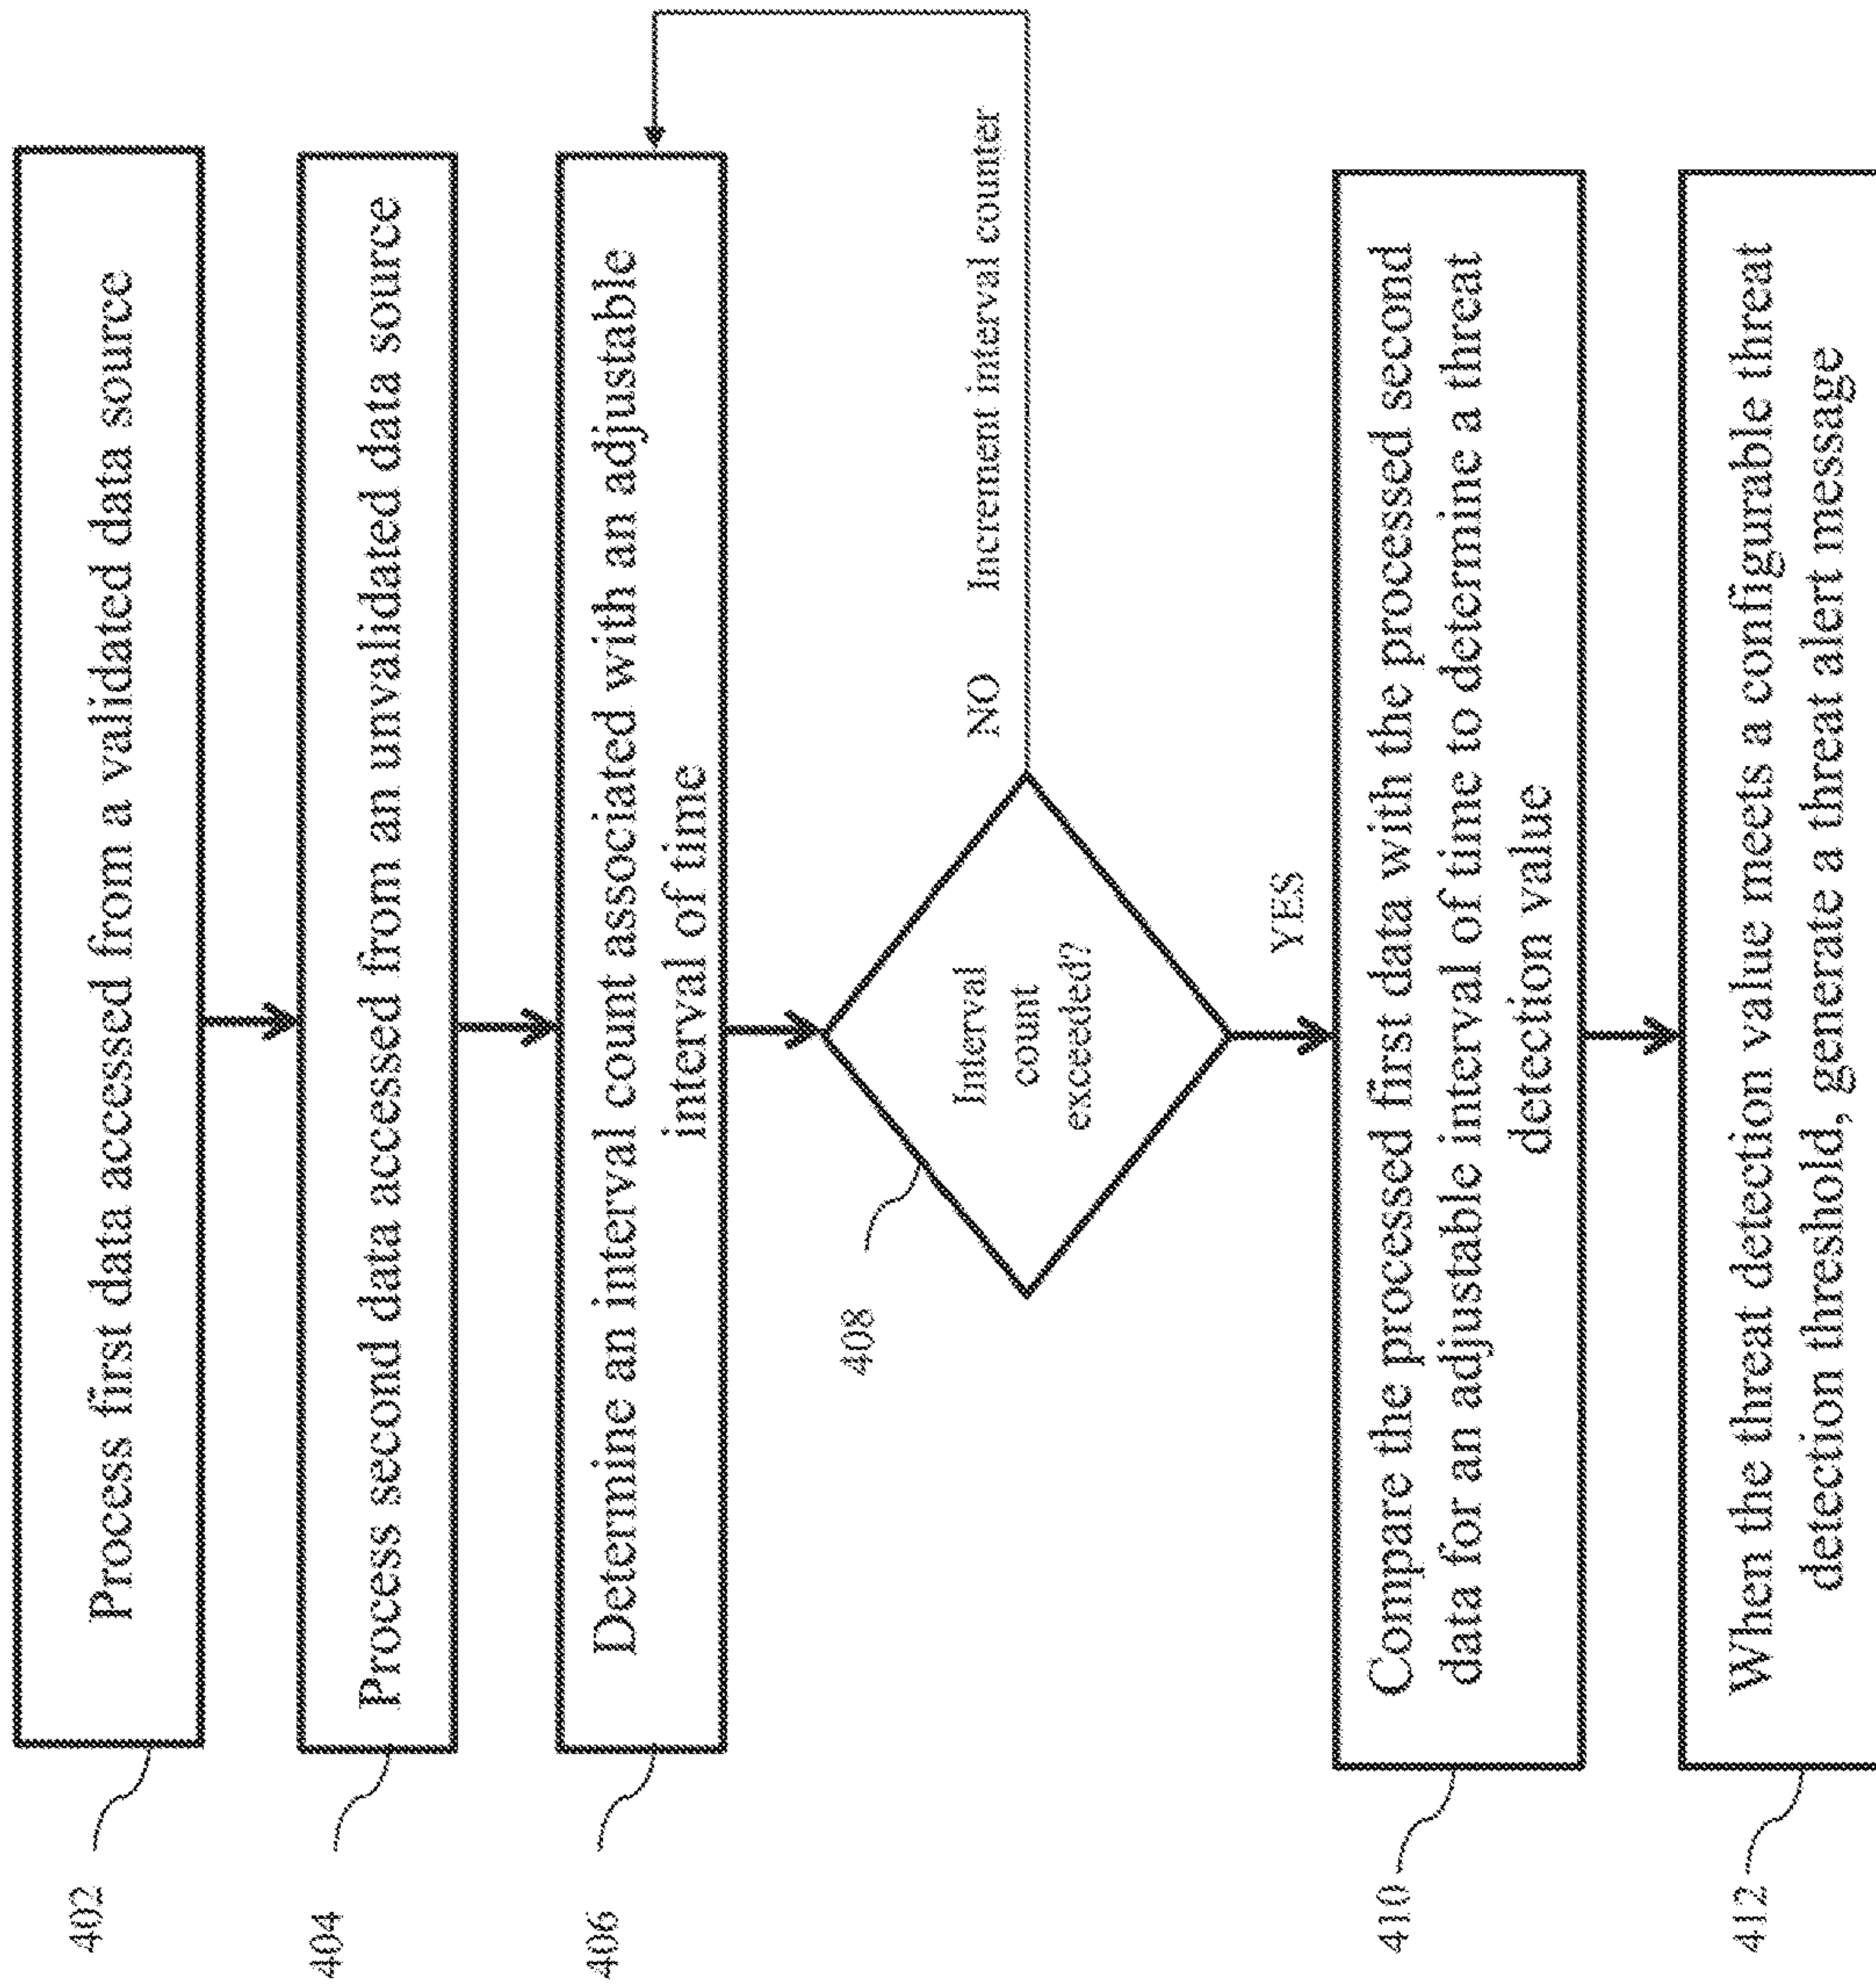 402
Process first data accessed from a validated data source
404
Process second data accessed from an unvalidated data source
406
Determine an interval count associated with an adjustable
interval of time
408
Interval
count
exceeded?
NO
Increment interval counter
YES
410
Compare the processed first data with the processed second
data for an adjustable interval of time to determine a threat
detection value
412
When the threat detection value meets a configurable threat
detection threshold, generate a threat alert message